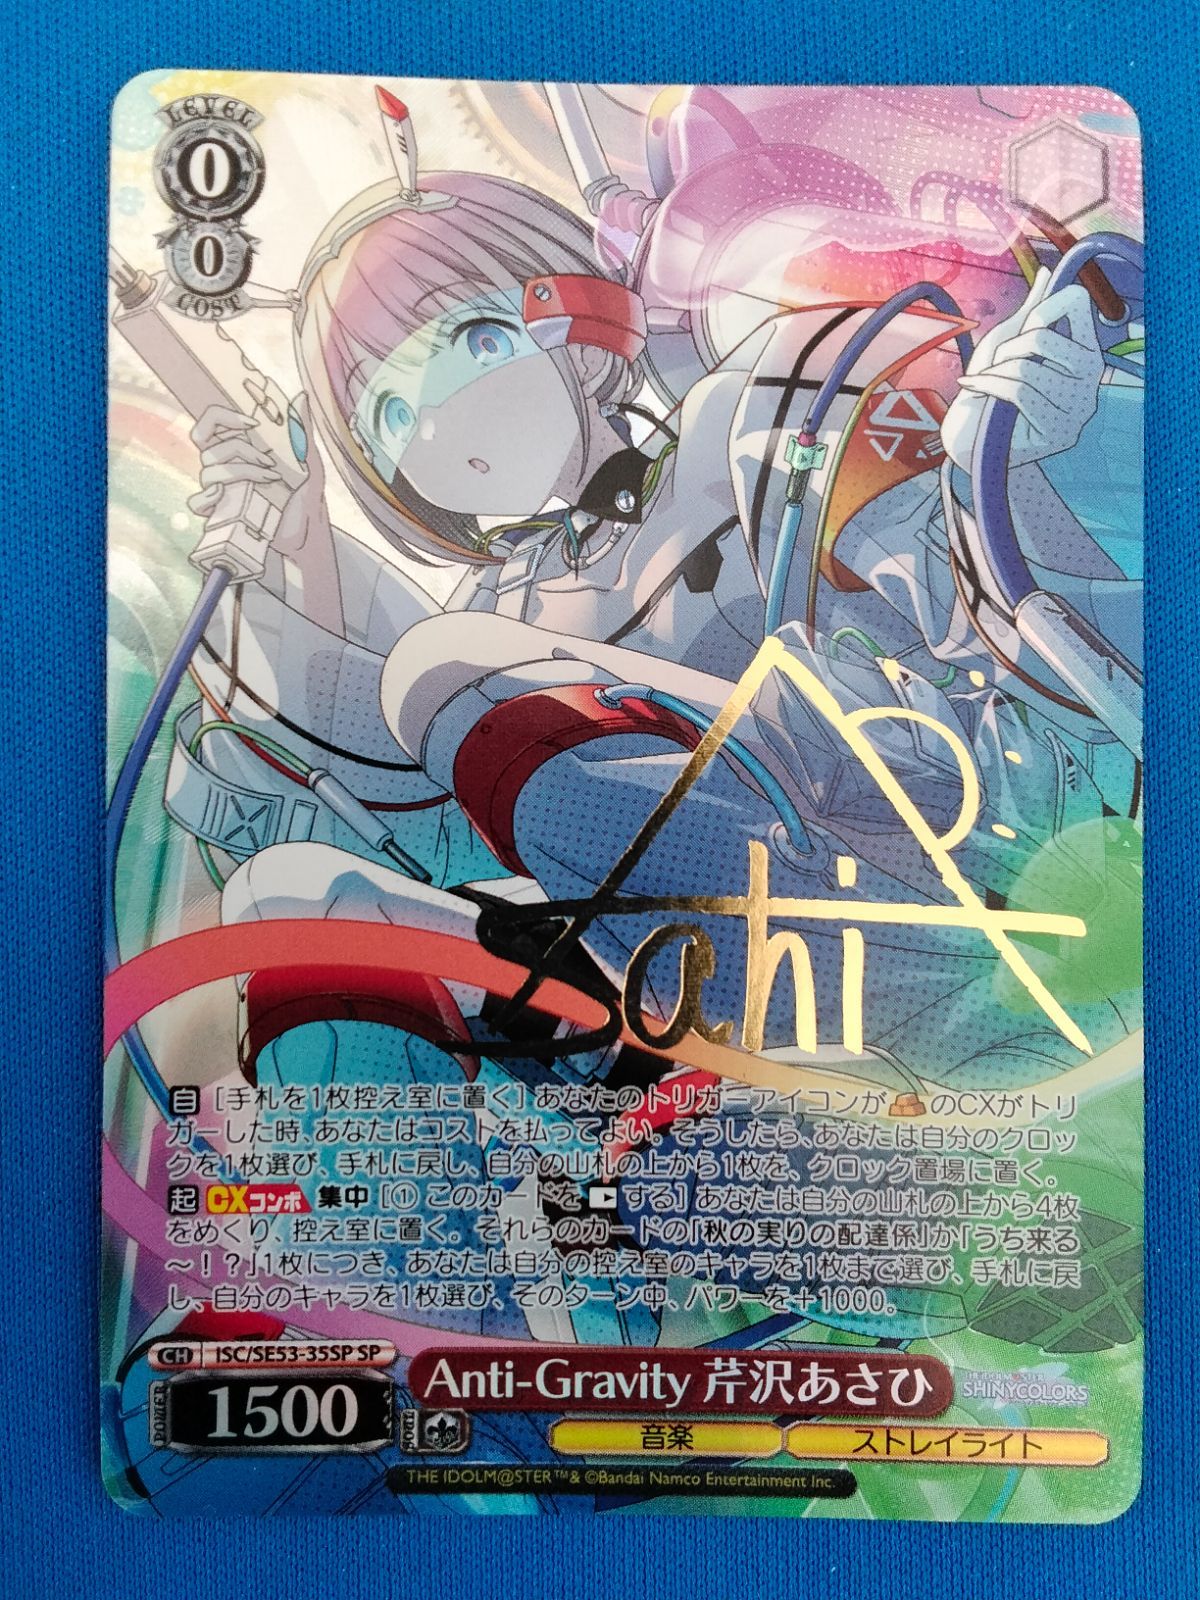 LEVEL
0
0
COST
Sahi
自 [手札を1枚控え室に置く] あなたのトリガーアイコンが のCXがトリ
ガーした時、あなたはコストを払ってよい。そうしたら、あなたは自分のクロッ
クを1枚選び、手札に戻し、自分の山札の上から1枚を、クロック置場に置く。
起 CXコンボ 集中 [① このカードを する] あなたは自分の山札の上から4枚
をめくり、控え室に置く。それらのカードの「秋の実りの配達係」か「うち来る
～！？」1枚につき、あなたは自分の控え室のキャラを1枚まで選び、手札に戻
し、自分のキャラを1枚選び、そのターン中、パワーを＋1000。
CH ISC/SE53-35SP SP
POWER 1500
Anti-Gravity 芹沢あさひ
THE IDOLM@STER SHINYCOLORS
音楽 ストレイライト
THE IDOLM@STER™& ©Bandai Namco Entertainment Inc.